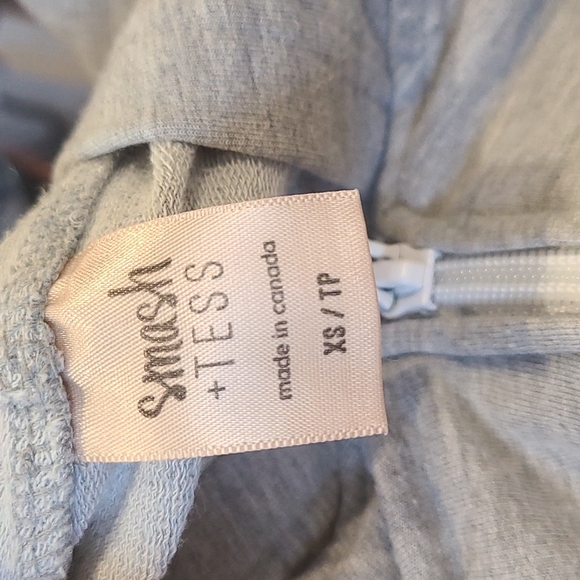 smash
+TESS
made in canada
XS / TP